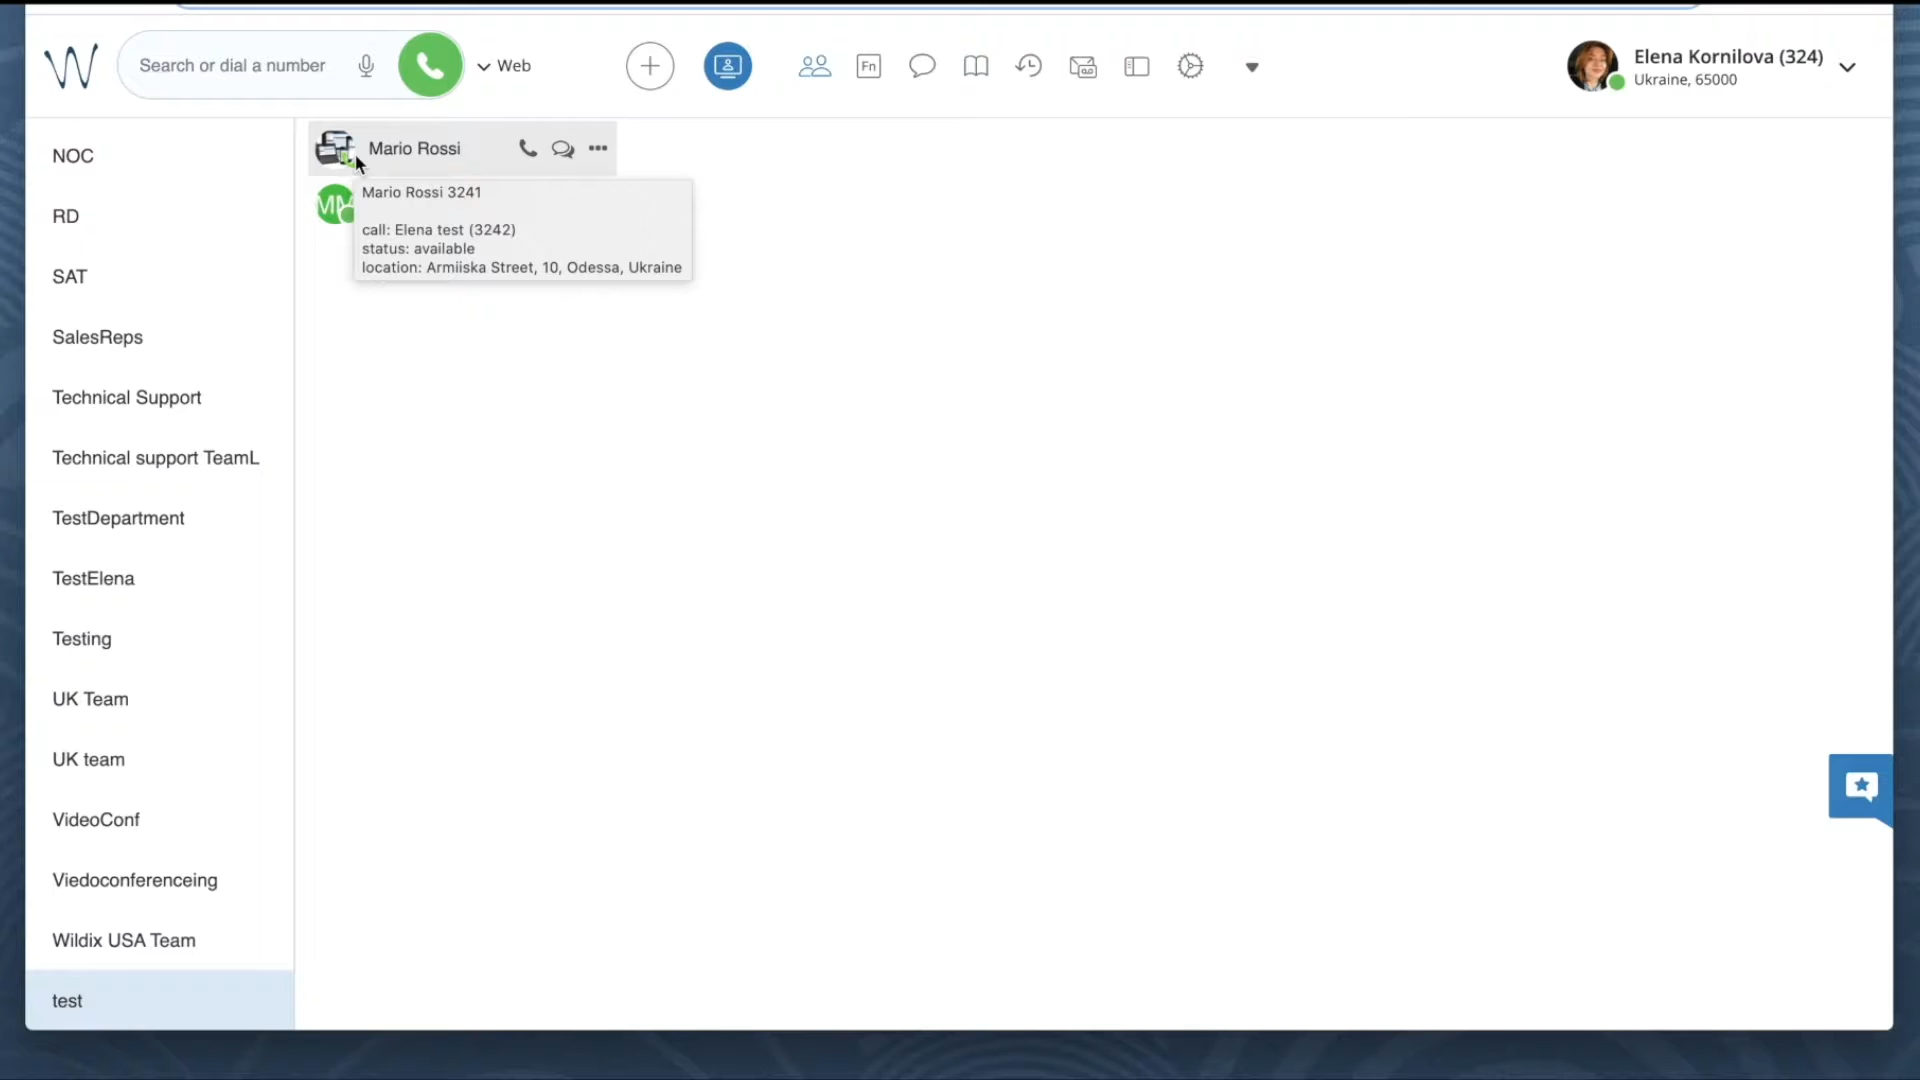 W
Search or dial a number
Web
Fn
Elena Kornilova (324)
Ukraine, 65000
NOC
RD
SAT
SalesReps
Technical Support
Technical support TeamL
TestDepartment
TestElena
Testing
UK Team
UK team
VideoConf
Viedoconferenceing
Wildix USA Team
test
Mario Rossi
Mario Rossi 3241
call: Elena test (3242)
status: available
location: Armiiska Street, 10, Odessa, Ukraine